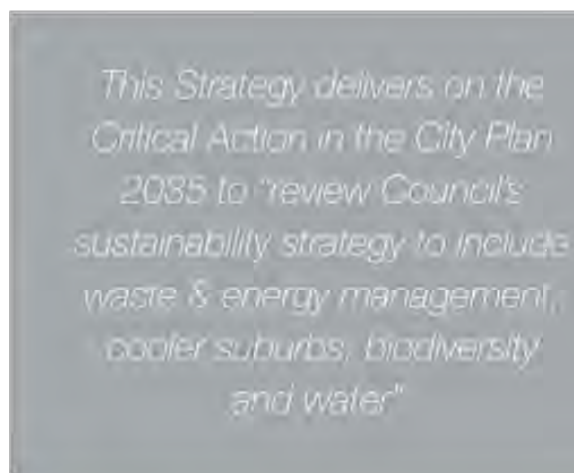 This Strategy delivers on the
Critical Action in the City Plan
2035 to "review Council's
sustainability strategy to include
waste & energy management,
cooler suburbs, biodiversity
and water"